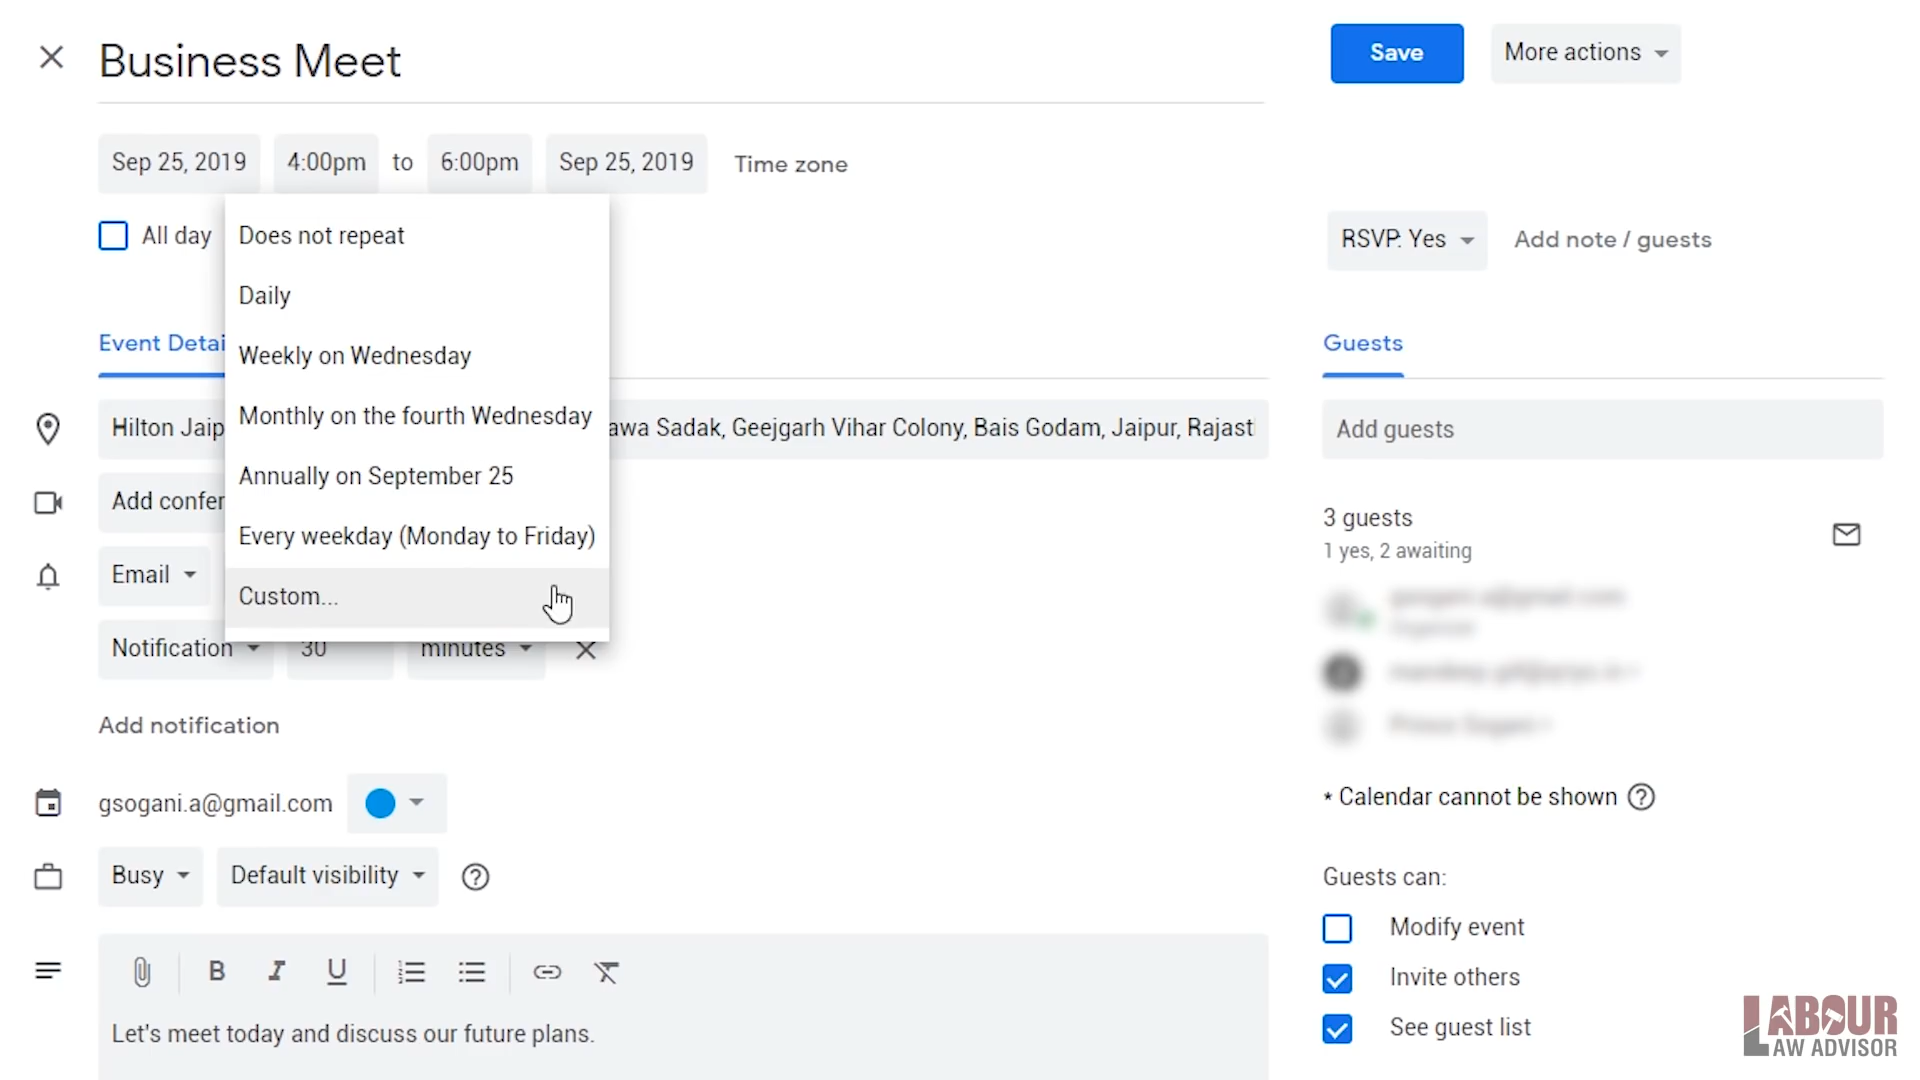 Business Meet
Save
More actions
Sep 25, 2019
4:00pm
to
6:00pm
Sep 25, 2019
Time zone
All day
Does not repeat
Daily
Weekly on Wednesday
Monthly on the fourth Wednesday
Annually on September 25
Every weekday (Monday to Friday)
Custom...
RSVP: Yes
Add note / guests
Event Detai
Guests
Hilton Jaip
awa Sadak, Geejgarh Vihar Colony, Bais Godam, Jaipur, Rajast
Add guests
Add confer
3 guests
1 yes, 2 awaiting
Email
Notification
30
minutes
Add notification
gsogani.a@gmail.com
* Calendar cannot be shown
Busy
Default visibility
Guests can:
Modify event
Invite others
See guest list
B I U
Let's meet today and discuss our future plans.
LABOUR
LAW ADVISOR